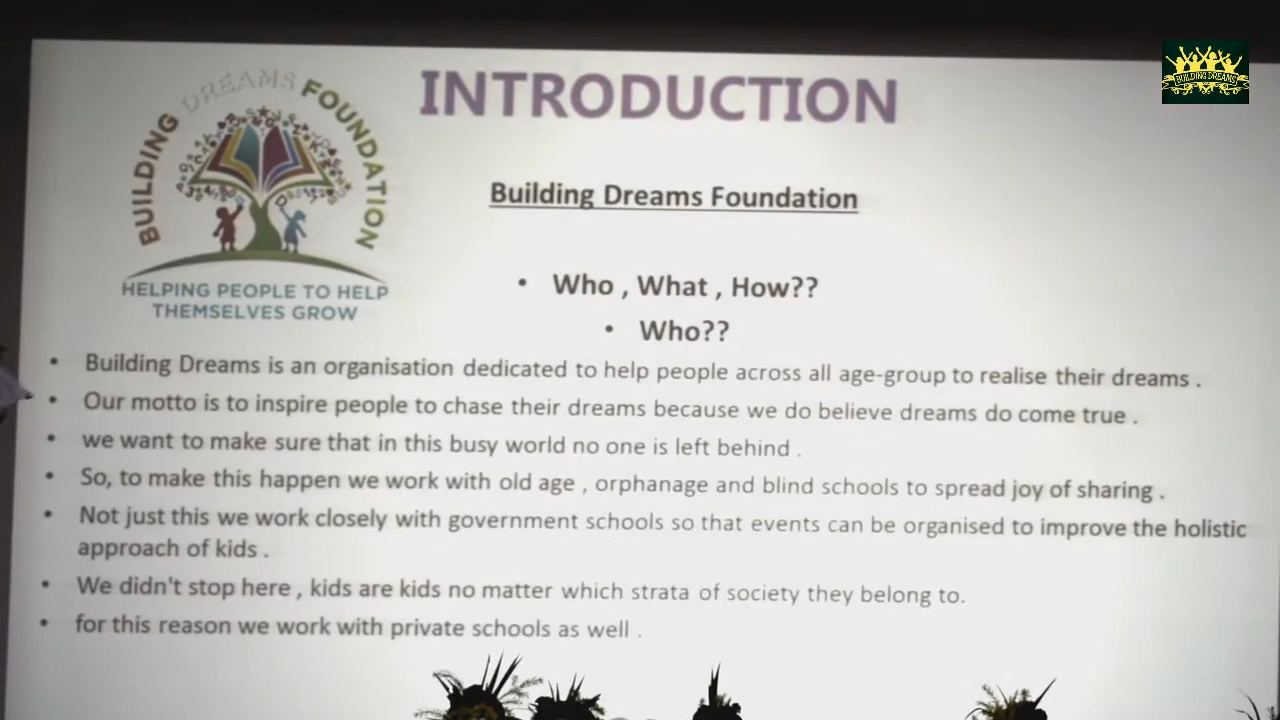 BUILDING DREAMS FOUNDATION
HELPING PEOPLE TO HELP
THEMSELVES GROW
INTRODUCTION
BUILDING DREAMS
Building Dreams Foundation
• Who , What , How??
• Who??
• Building Dreams is an organisation dedicated to help people across all age-group to realise their dreams .
• Our motto is to inspire people to chase their dreams because we do believe dreams do come true .
• we want to make sure that in this busy world no one is left behind .
• So, to make this happen we work with old age , orphanage and blind schools to spread joy of sharing .
• Not just this we work closely with government schools so that events can be organised to improve the holistic
approach of kids .
• We didn't stop here , kids are kids no matter which strata of society they belong to.
• for this reason we work with private schools as well .